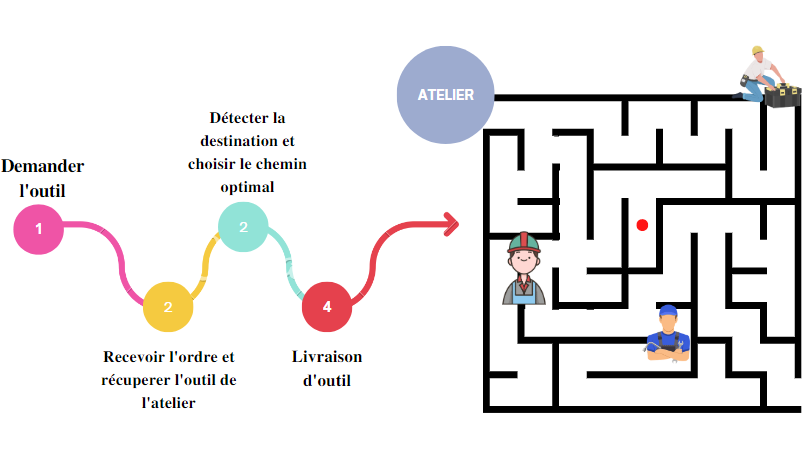 ATELIER
Détecter la
destination et
choisir le chemin
optimal
Demander
l'outil
1
2
2
4
Recevoir l'ordre et
récuperer l'outil de
l'atelier
Livraison
d'outil